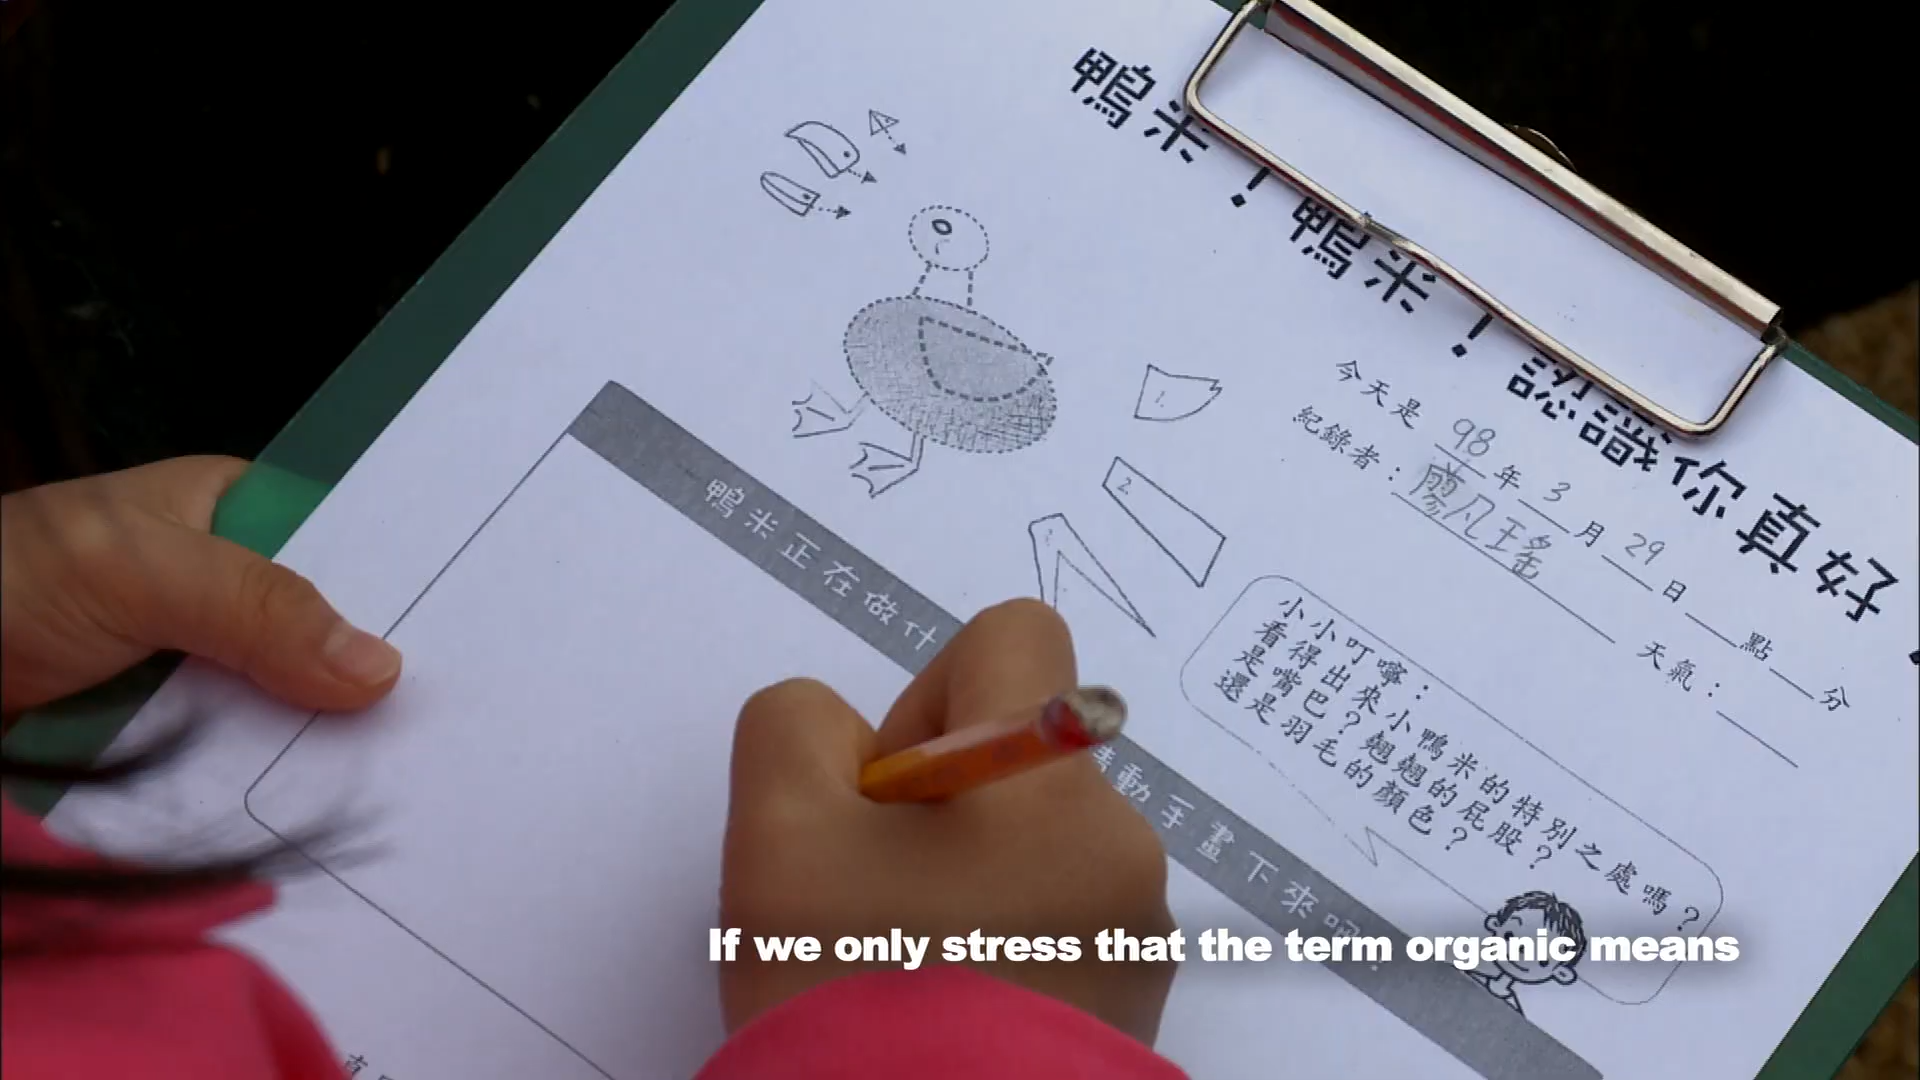 鴨米！鴨米！認識你真好
今天是 98 年 3 月 29 日 點 分
紀錄者：廖凡瑤 天氣：
1.
2.
小小叮嚀：
看得出來小鴨米的特別之處嗎？
是嘴巴？翹翹的屁股？
還是羽毛的顏色？
鴨米正在做什
動手畫下來吧
If we only stress that the term organic means